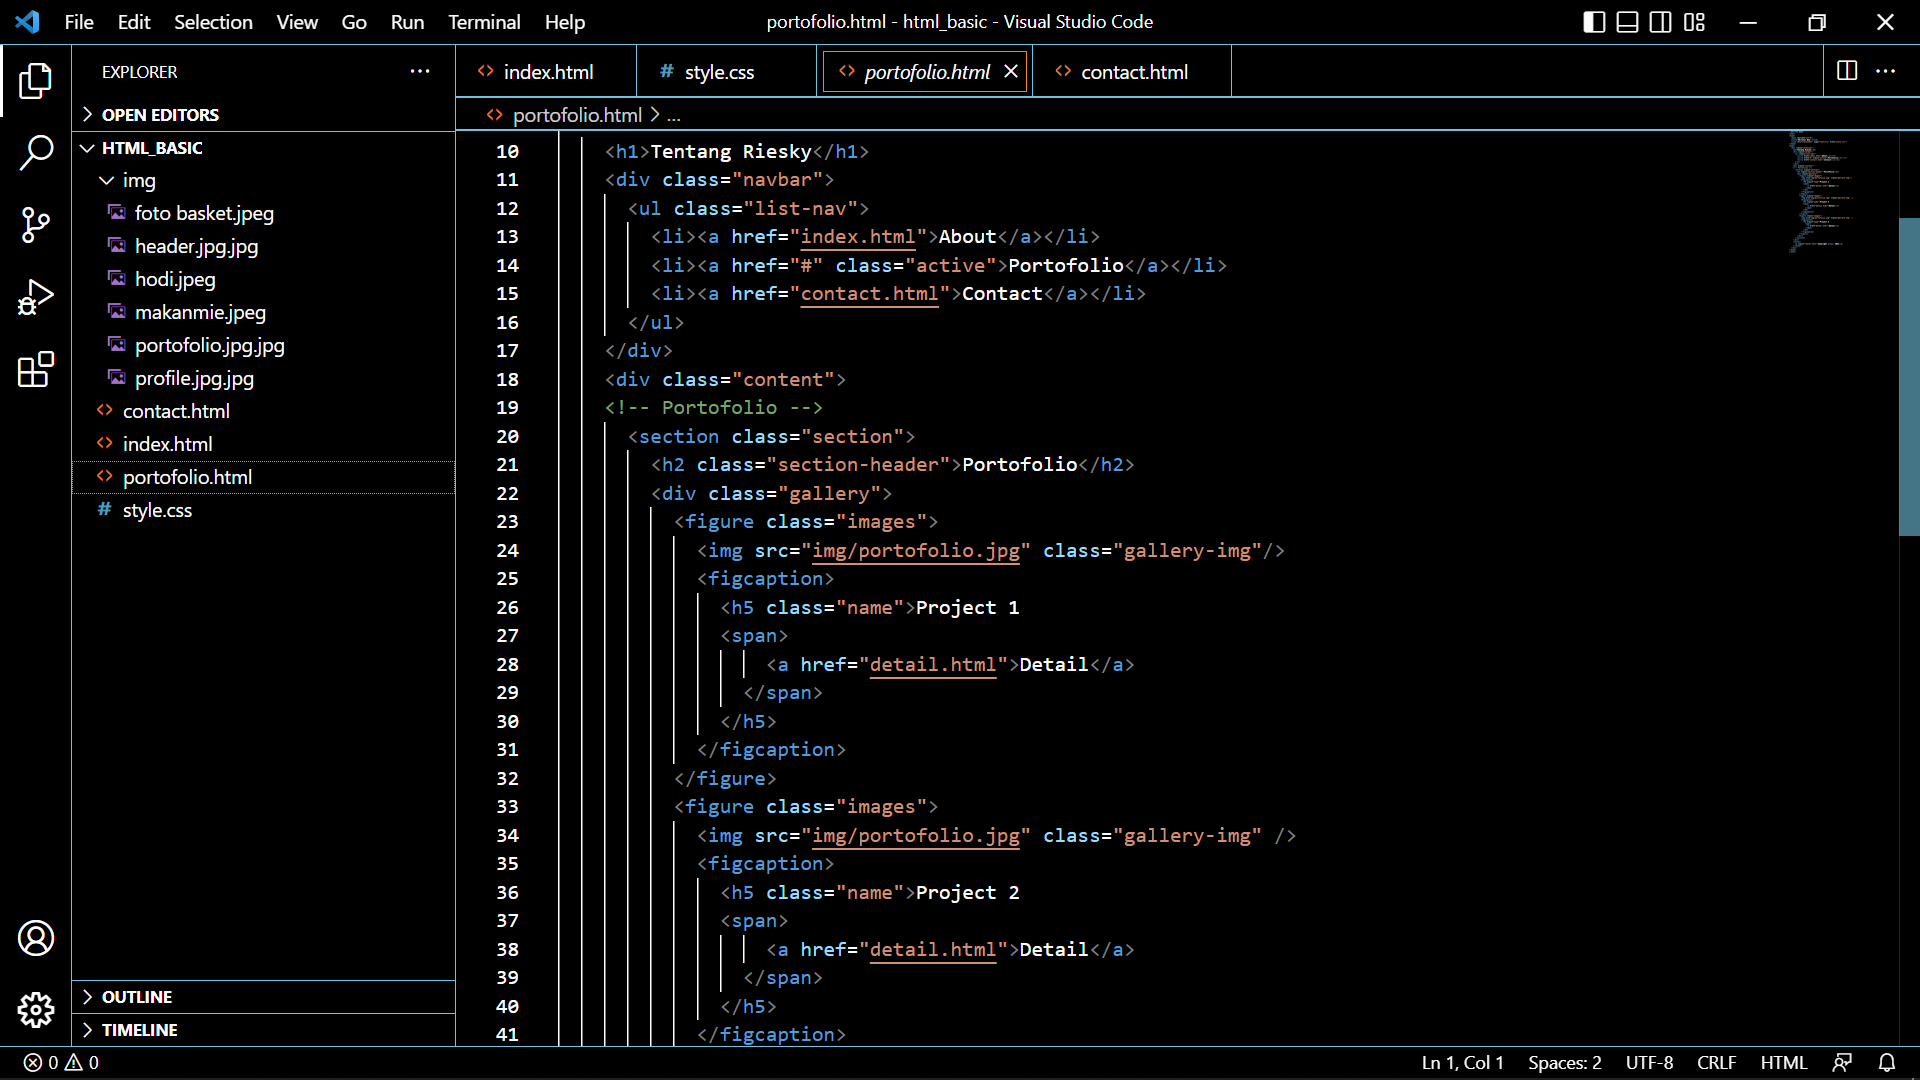 File Edit Selection View Go Run Terminal Help
portofolio.html - html_basic - Visual Studio Code
EXPLORER
OPEN EDITORS
HTML_BASIC
img
foto basket.jpeg
header.jpg.jpg
hodi.jpeg
makanmie.jpeg
portofolio.jpg.jpg
profile.jpg.jpg
contact.html
index.html
portofolio.html
style.css
OUTLINE
TIMELINE
index.html
style.css
portofolio.html
contact.html
portofolio.html > ...
10 <h1>Tentang Riesky</h1>
11 <div class="navbar">
12 <ul class="list-nav">
13 <li><a href="index.html">About</a></li>
14 <li><a href="#" class="active">Portofolio</a></li>
15 <li><a href="contact.html">Contact</a></li>
16 </ul>
17 </div>
18 <div class="content">
19 <!-- Portofolio -->
20 <section class="section">
21 <h2 class="section-header">Portofolio</h2>
22 <div class="gallery">
23 <figure class="images">
24 <img src="img/portofolio.jpg" class="gallery-img"/>
25 <figcaption>
26 <h5 class="name">Project 1
27 <span>
28 <a href="detail.html">Detail</a>
29 </span>
30 </h5>
31 </figcaption>
32 </figure>
33 <figure class="images">
34 <img src="img/portofolio.jpg" class="gallery-img" />
35 <figcaption>
36 <h5 class="name">Project 2
37 <span>
38 <a href="detail.html">Detail</a>
39 </span>
40 </h5>
41 </figcaption>
0 0
Ln 1, Col 1 Spaces: 2 UTF-8 CRLF HTML